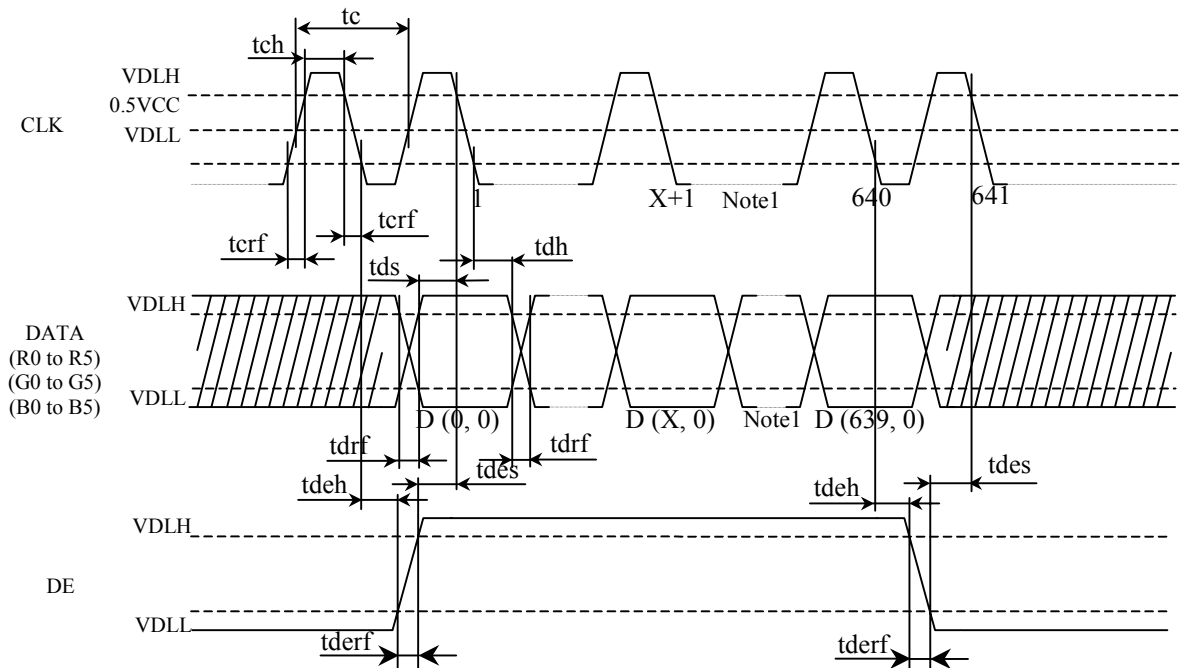 tc
tch
VDLH
0.5VCC
CLK
VDLL
1
X+1
Note1
640
641
tcrf
tcrf
tds
tdh
VDLH
DATA
(R0 to R5)
(G0 to G5)
(B0 to B5)
VDLL
D (0, 0)
D (X, 0)
Note1
D (639, 0)
tdrf
tdrf
tdeh
tdes
tdeh
tdes
VDLH
DE
VDLL
tderf
tderf